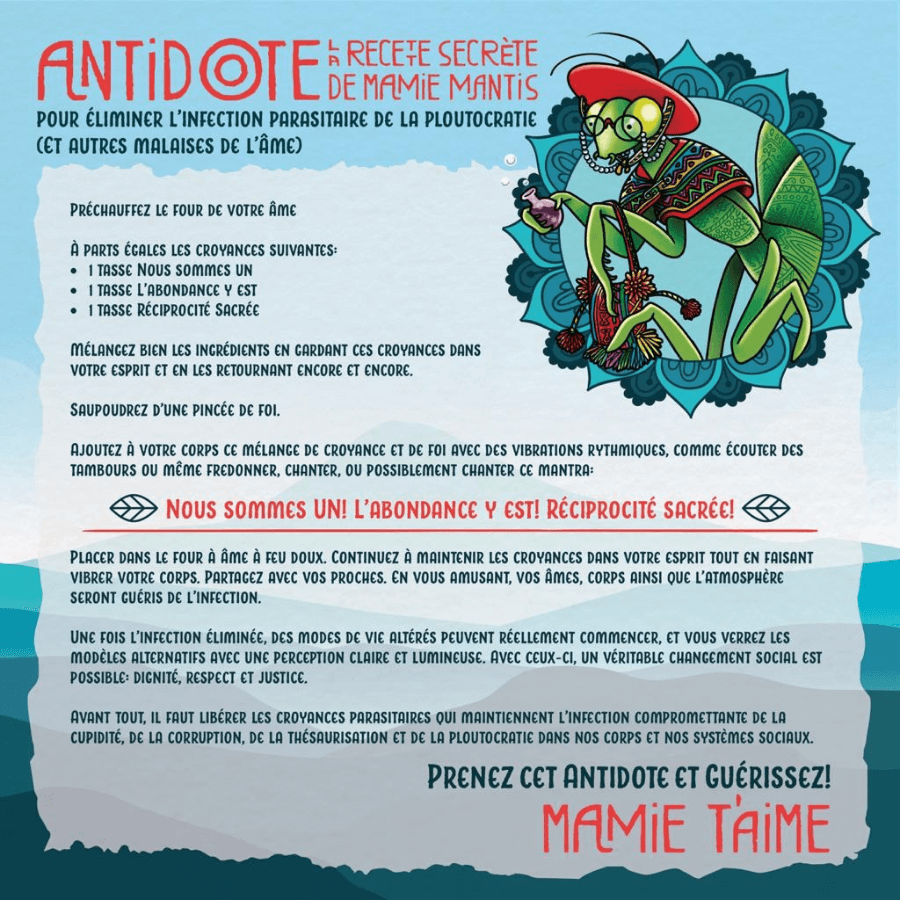 ANTIDOTE LA RECETTE SECRÈTE
DE MAMIE MANTIS
POUR ÉLIMINER L'INFECTION PARASITAIRE DE LA PLOUTOCRATIE
(ET AUTRES MALAISES DE L'ÂME)
PRÉCHAUFFEZ LE FOUR DE VOTRE ÂME
À PARTS ÉGALES LES CROYANCES SUIVANTES:
• 1 TASSE NOUS SOMMES UN
• 1 TASSE L'ABONDANCE Y EST
• 1 TASSE RÉCIPROCITÉ SACRÉE
MÉLANGEZ BIEN LES INGRÉDIENTS EN GARDANT CES CROYANCES DANS
VOTRE ESPRIT ET EN LES RETOURNANT ENCORE ET ENCORE.
SAUPOUDREZ D'UNE PINCÉE DE FOI.
AJOUTEZ À VOTRE CORPS CE MÉLANGE DE CROYANCE ET DE FOI AVEC DES VIBRATIONS RYTHMIQUES, COMME ÉCOUTER DES
TAMBOURS OU MÊME FREDONNER, CHANTER, OU POSSIBLEMENT CHANTER CE MANTRA:
NOUS SOMMES UN! L'ABONDANCE Y EST! RÉCIPROCITÉ SACRÉE!
PLACER DANS LE FOUR À ÂME À FEU DOUX. CONTINUEZ À MAINTENIR LES CROYANCES DANS VOTRE ESPRIT TOUT EN FAISANT
VIBRER VOTRE CORPS. PARTAGEZ AVEC VOS PROCHES. EN VOUS AMUSANT, VOS ÂMES, CORPS AINSI QUE L'ATMOSPHÈRE
SERONT GUÉRIS DE L'INFECTION.
UNE FOIS L'INFECTION ÉLIMINÉE, DES MODES DE VIE ALTÉRÉS PEUVENT RÉELLEMENT COMMENCER, ET VOUS VERREZ LES
MODÈLES ALTERNATIFS AVEC UNE PERCEPTION CLAIRE ET LUMINEUSE. AVEC CEUX-CI, UN VÉRITABLE CHANGEMENT SOCIAL EST
POSSIBLE: DIGNITÉ, RESPECT ET JUSTICE.
AVANT TOUT, IL FAUT LIBÉRER LES CROYANCES PARASITAIRES QUI MAINTIENNENT L'INFECTION COMPROMETTANTE DE LA
CUPIDITÉ, DE LA CORRUPTION, DE LA THÉSAURISATION ET DE LA PLOUTOCRATIE DANS NOS CORPS ET NOS SYSTÈMES SOCIAUX.
PRENEZ CET ANTIDOTE ET GUÉRISSEZ!
MAMIE T'AIME